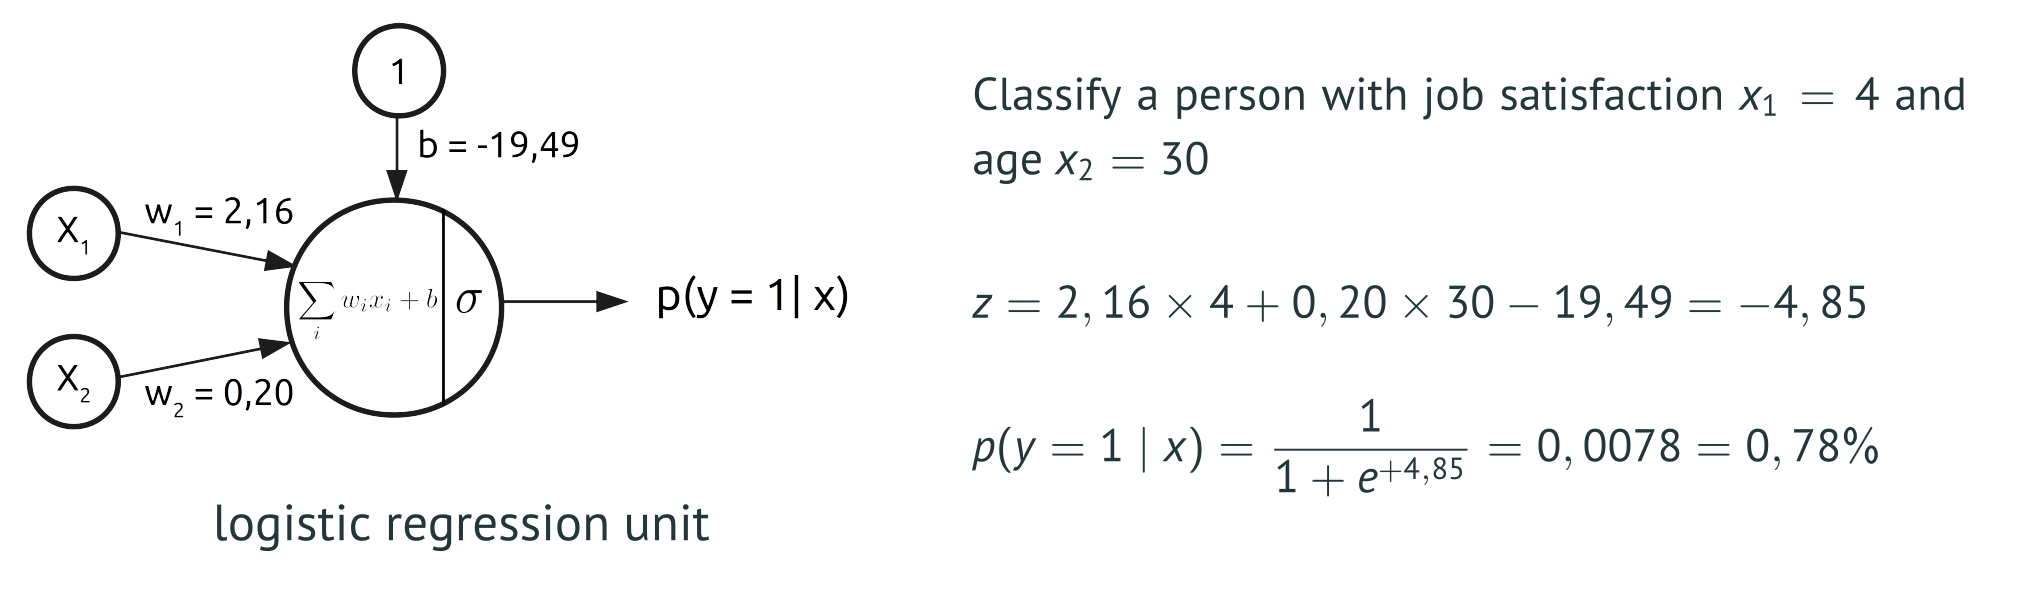 1
b = -19,49
w₁ = 2,16
X₁
∑ᵢ wᵢxᵢ + b σ
p(y = 1| x)
X₂
w₂ = 0,20
logistic regression unit
Classify a person with job satisfaction x₁ = 4 and
age x₂ = 30
z = 2, 16 × 4 + 0, 20 × 30 − 19, 49 = −4, 85
p(y = 1 | x) = 1 / (1 + e^{+4,85}) = 0, 0078 = 0, 78%